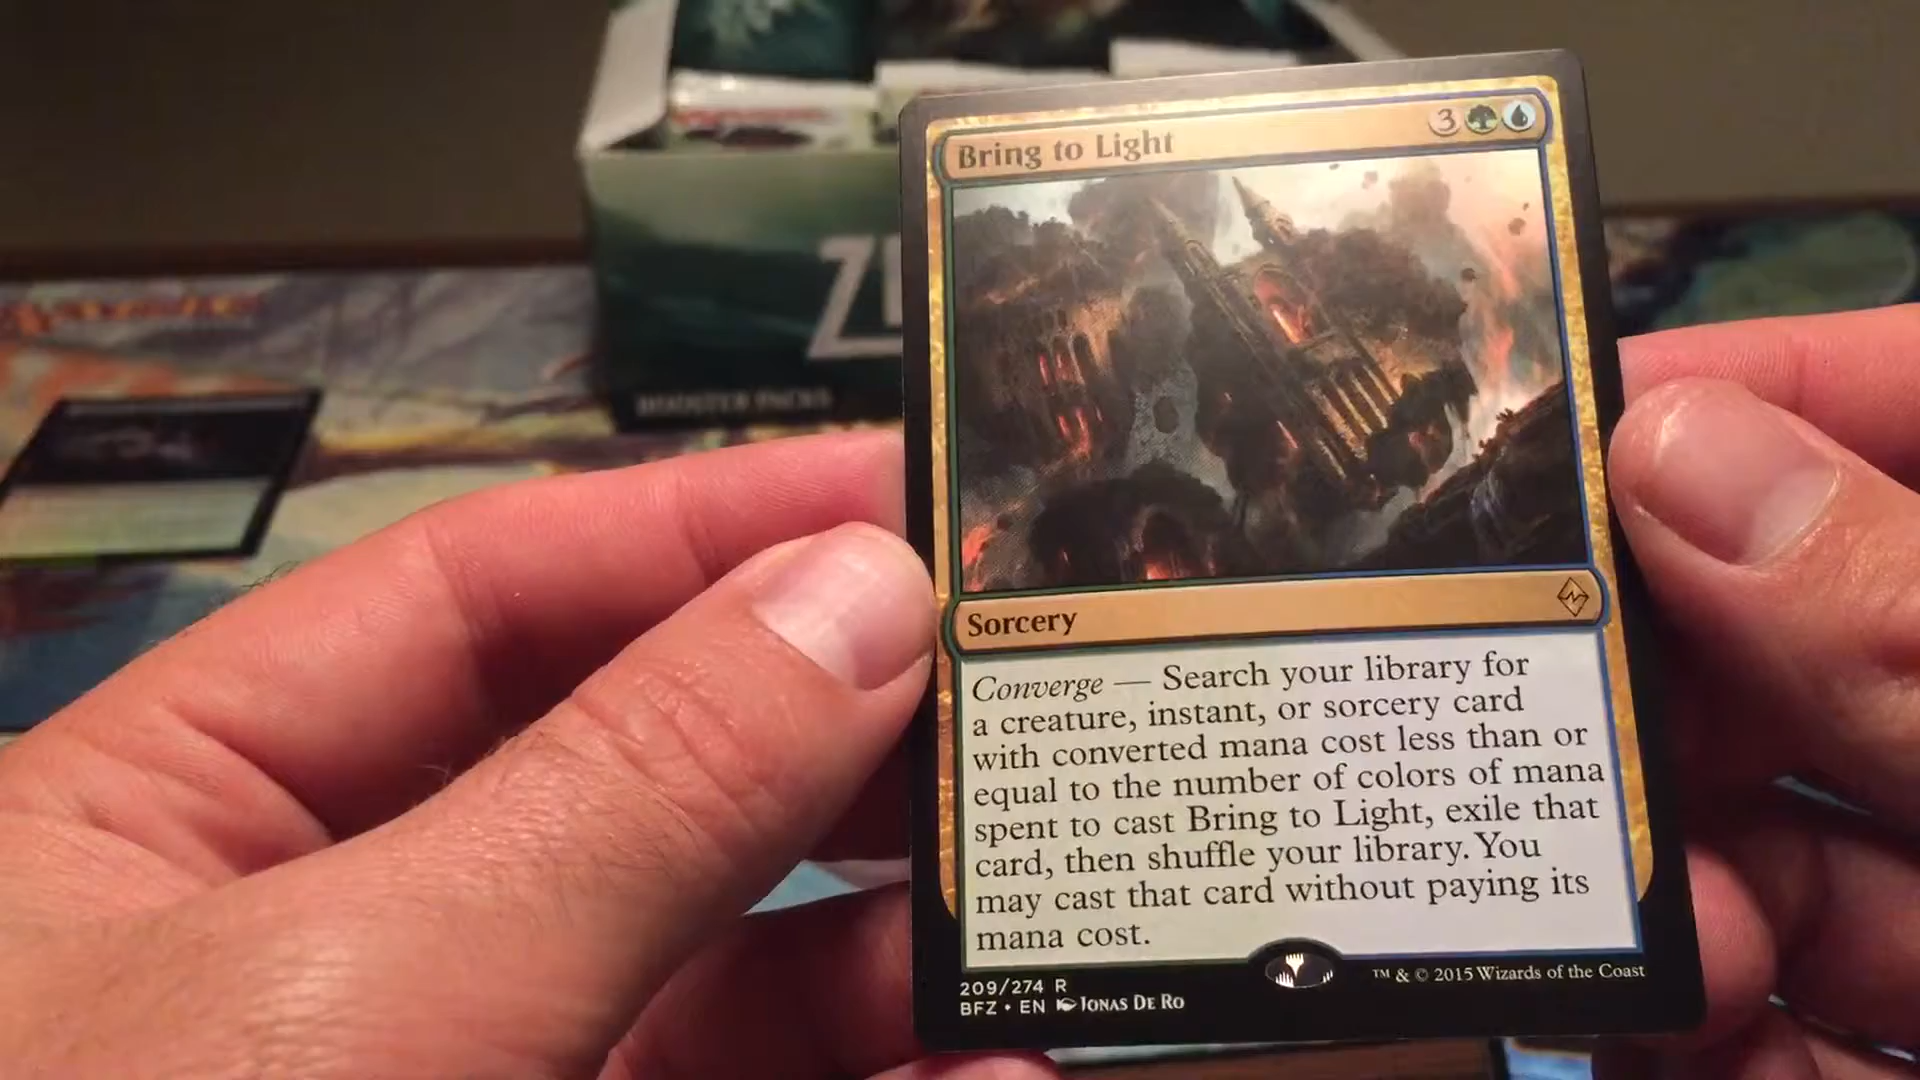 Bring to Light
3
Sorcery
Converge — Search your library for
a creature, instant, or sorcery card
with converted mana cost less than or
equal to the number of colors of mana
spent to cast Bring to Light, exile that
card, then shuffle your library. You
may cast that card without paying its
mana cost.
209/274 R
BFZ • EN Jonas De Ro
™ & © 2015 Wizards of the Coast
BOOSTER PACKS